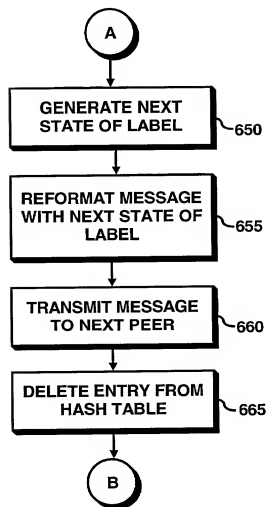 A
GENERATE NEXT
STATE OF LABEL
650
REFORMAT MESSAGE
WITH NEXT STATE OF
LABEL
655
TRANSMIT MESSAGE
TO NEXT PEER
660
DELETE ENTRY FROM
HASH TABLE
665
B